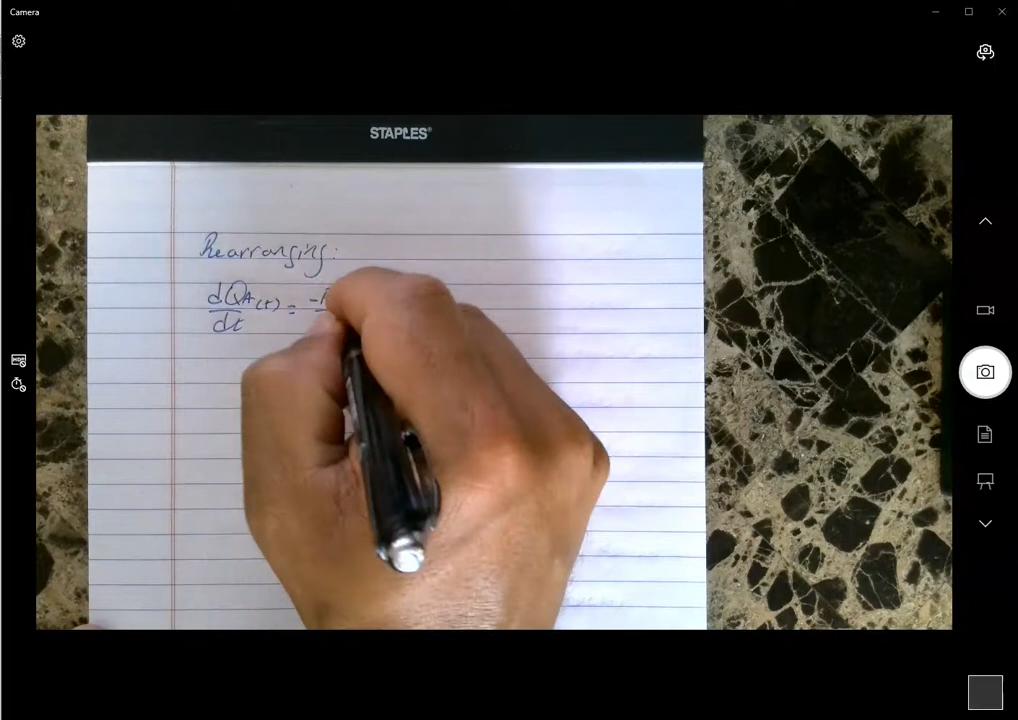 Camera
STAPLES
Rearranging:
dQA(t) = -
dt